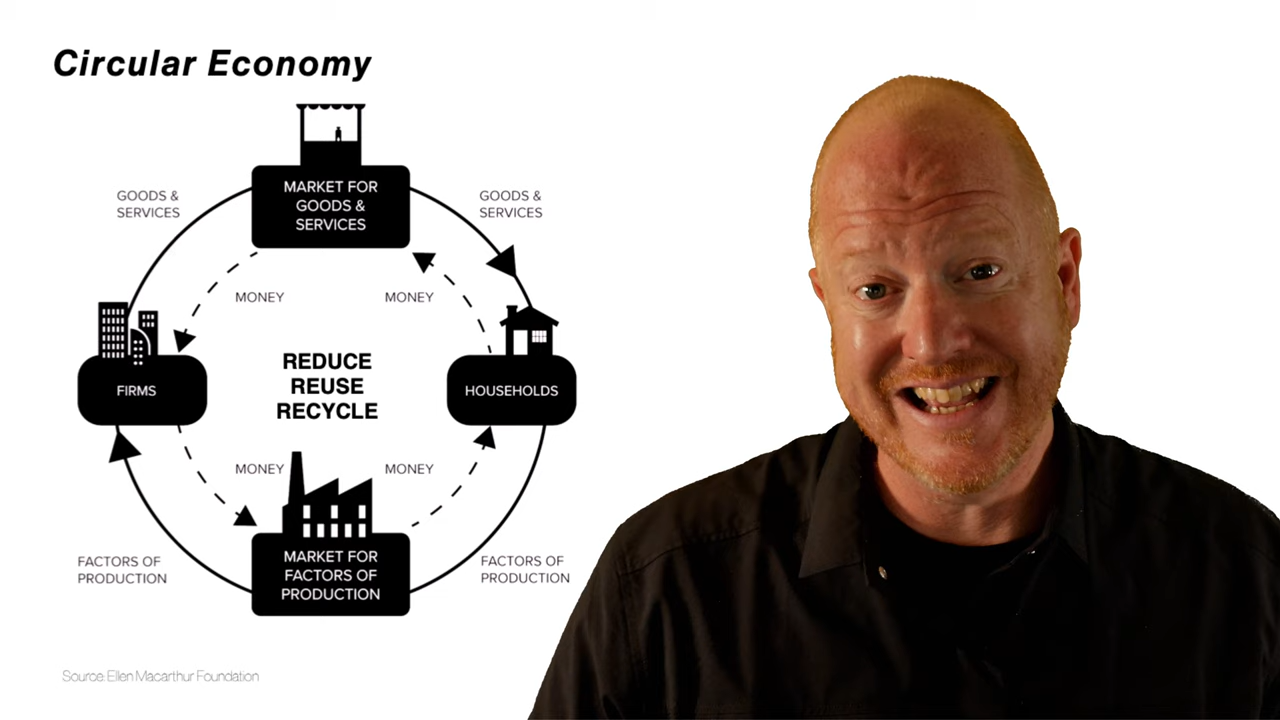 Circular Economy
MARKET FOR
GOODS &
SERVICES
GOODS &
SERVICES
GOODS &
SERVICES
MONEY
MONEY
FIRMS
REDUCE
REUSE
RECYCLE
HOUSEHOLDS
MONEY
MONEY
MARKET FOR
FACTORS OF
PRODUCTION
FACTORS OF
PRODUCTION
FACTORS OF
PRODUCTION
Source: Ellen Macarthur Foundation